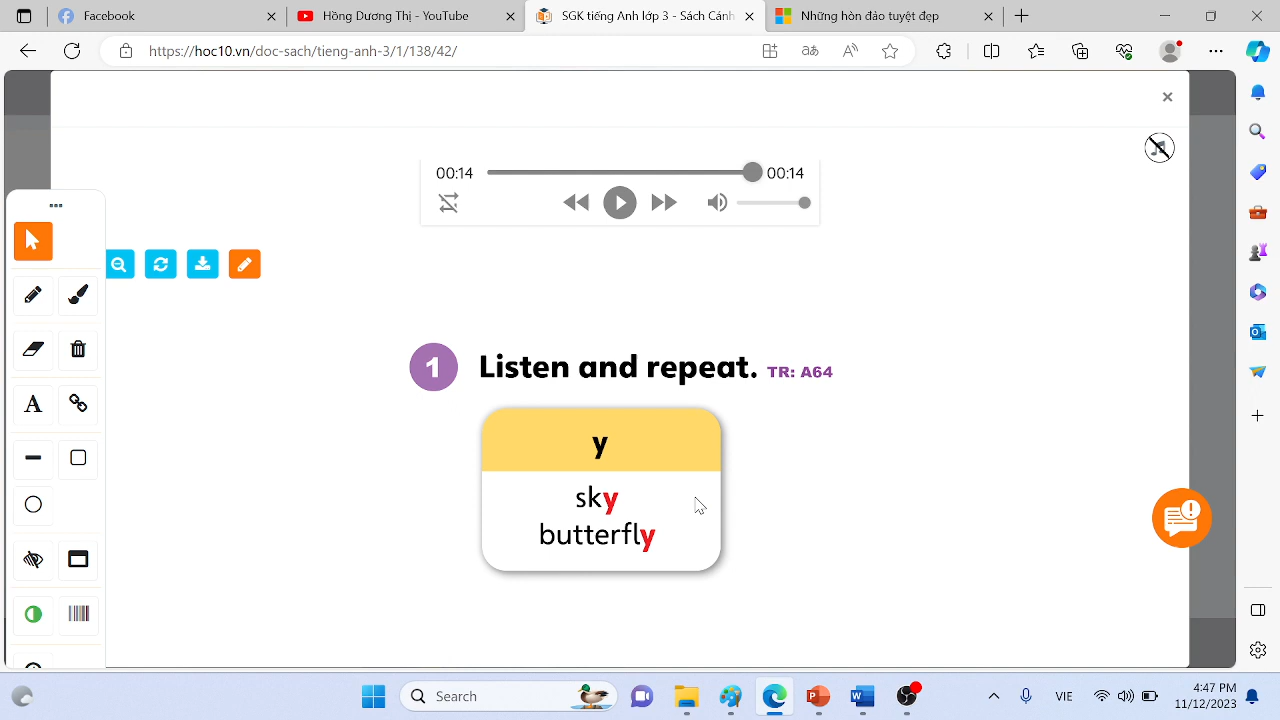 Facebook
Hồng Dương Thị - YouTube
SGK tiếng Anh lớp 3 - Sách Cánh
Những hòn đảo tuyệt đẹp
https://hoc10.vn/doc-sach/tieng-anh-3/1/138/42/
00:14
00:14
1 Listen and repeat. TR: A64
y
sky
butterfly
A
Search
VIE
4:47 PM
11/12/2023